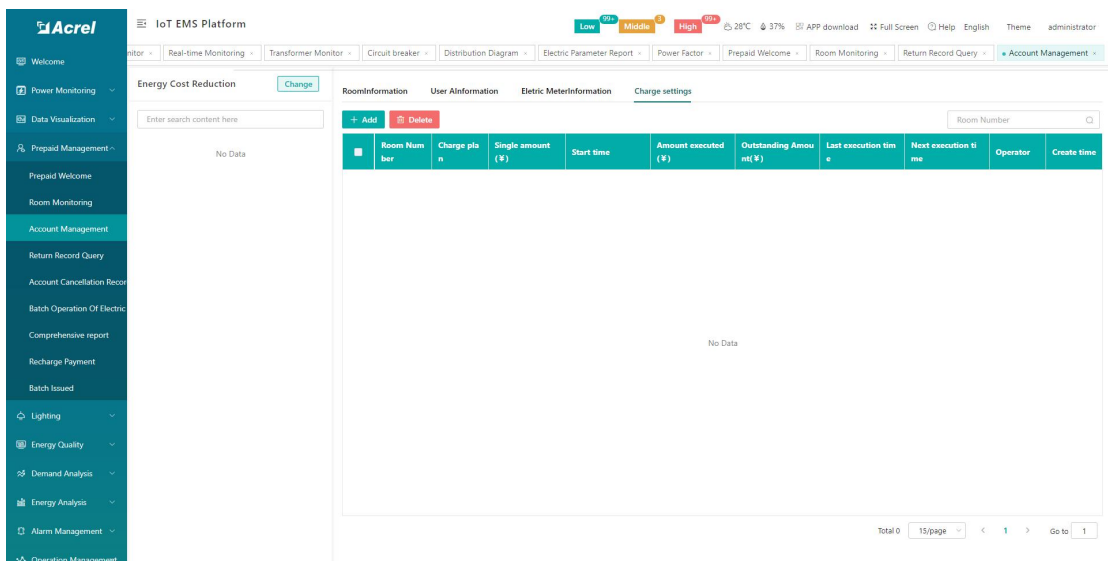 Acrel
IoT EMS Platform
Low 99+ Middle 3 High 99+ 28℃ 37% APP download Full Screen Help English Theme administrator
nitor × Real-time Monitoring × Transformer Monitor × Circuit breaker × Distribution Diagram × Electric Parameter Report × Power Factor × Prepaid Welcome × Room Monitoring × Return Record Query × Account Management ×
Welcome
Power Monitoring
Data Visualization
Prepaid Management
Prepaid Welcome
Room Monitoring
Account Management
Return Record Query
Account Cancellation Recor
Batch Operation Of Electric
Comprehensive report
Recharge Payment
Batch Issued
Lighting
Energy Quality
Demand Analysis
Energy Analysis
Alarm Management
Operation Management
Energy Cost Reduction Change
Enter search content here
No Data
RoomInformation User AInformation Eletric MeterInformation Charge settings
+ Add Delete Room Number
Room Num
ber
Charge pla
n
Single amount
(¥)
Start time
Amount executed
(¥)
Outstanding Amou
nt(¥)
Last execution tim
e
Next execution ti
me
Operator
Create time
No Data
Total 0 15/page < 1 > Go to 1